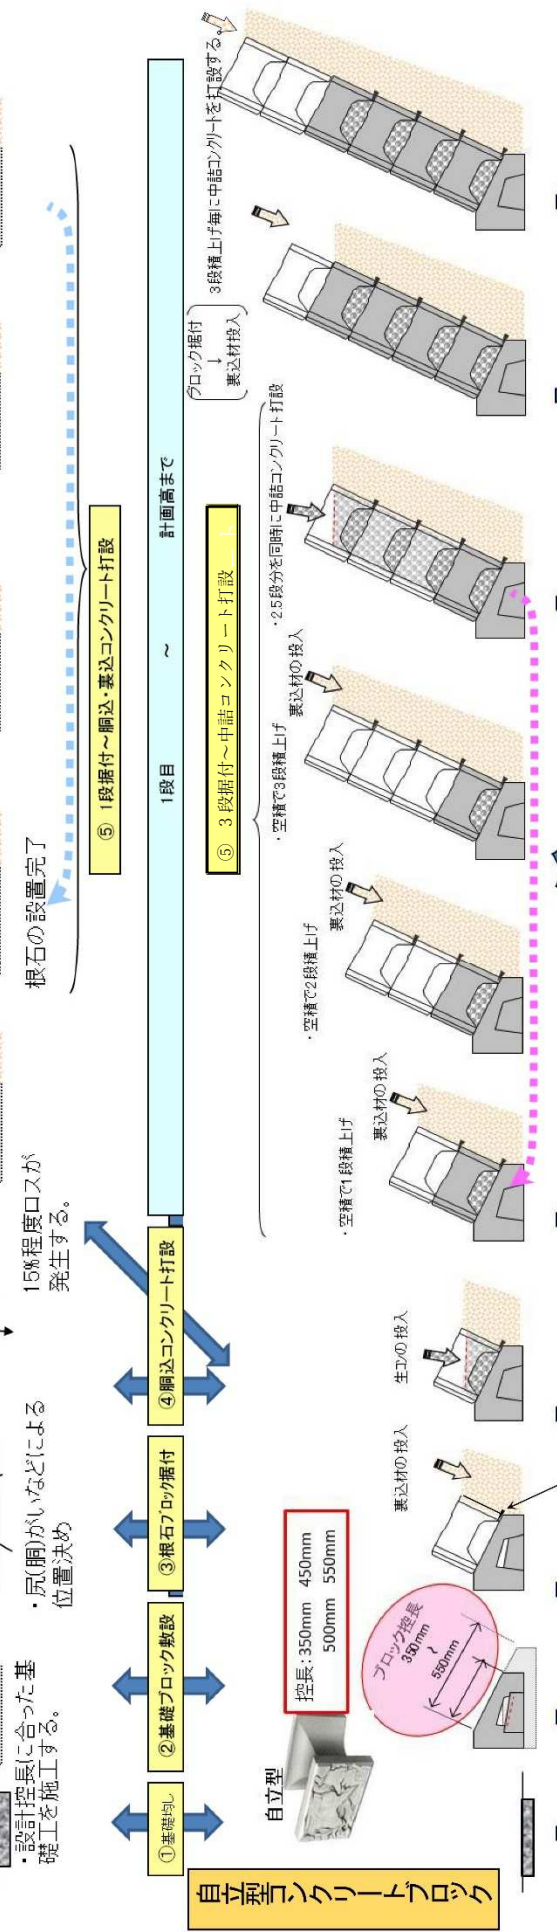 ・設計控長に合った基
礎工を施工する。
・尻(胴)がいなどによる
位置決め
15%程度ロスが
発生する。
根石の設置完了
⑤ 1段据付～胴込・裏込コンクリート打設
①基礎均し
②基礎ブロック敷設
③根石ブロック据付
④胴込コンクリート打設
1段目 ～ 計画高まで
⑤ 3段据付～中詰コンクリート打設
自立型コンクリートブロック
自立型
控長:350mm 450mm
500mm 550mm
ブロック控長
350mm
～
550mm
裏込材の投入
生コンの投入
・空積で1段積上げ
裏込材の投入
・空積で2段積上げ
裏込材の投入
・空積で3段積上げ
裏込材の投入
・2.5段分を同時に中詰コンクリート打設
ブロック据付
↓
裏込材投入
3段積上げ毎に中詰コンクリートを打設する。